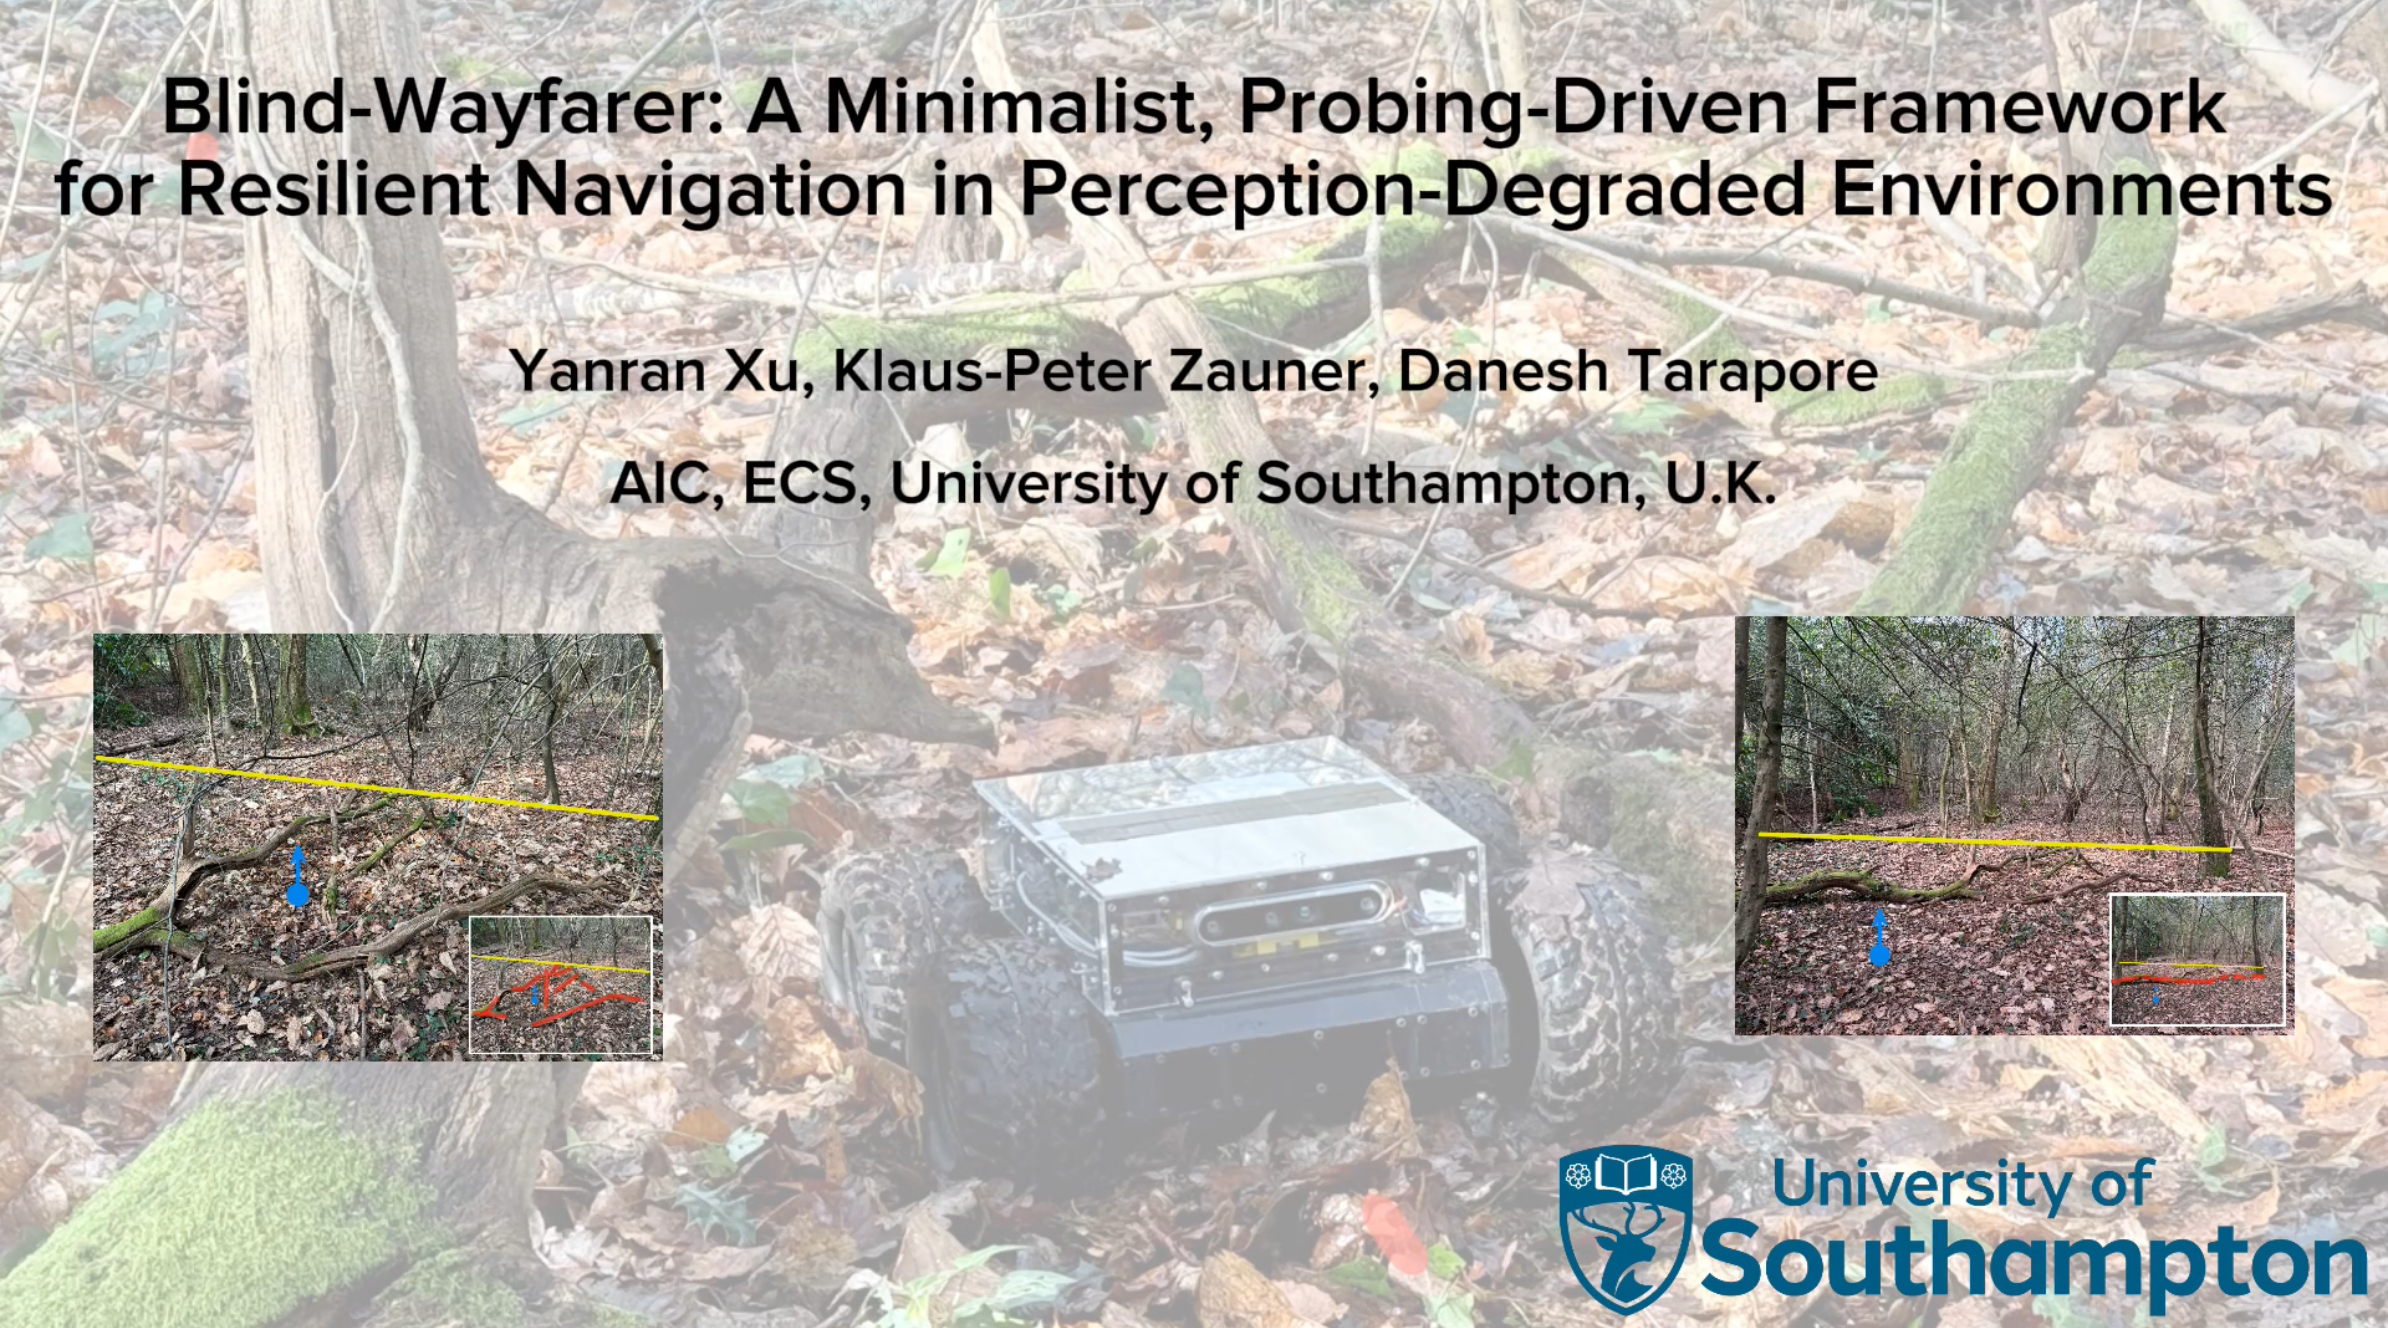 Blind-Wayfarer: A Minimalist, Probing-Driven Framework
for Resilient Navigation in Perception-Degraded Environments
Yanran Xu, Klaus-Peter Zauner, Danesh Tarapore
AIC, ECS, University of Southampton, U.K.
University of
Southampton